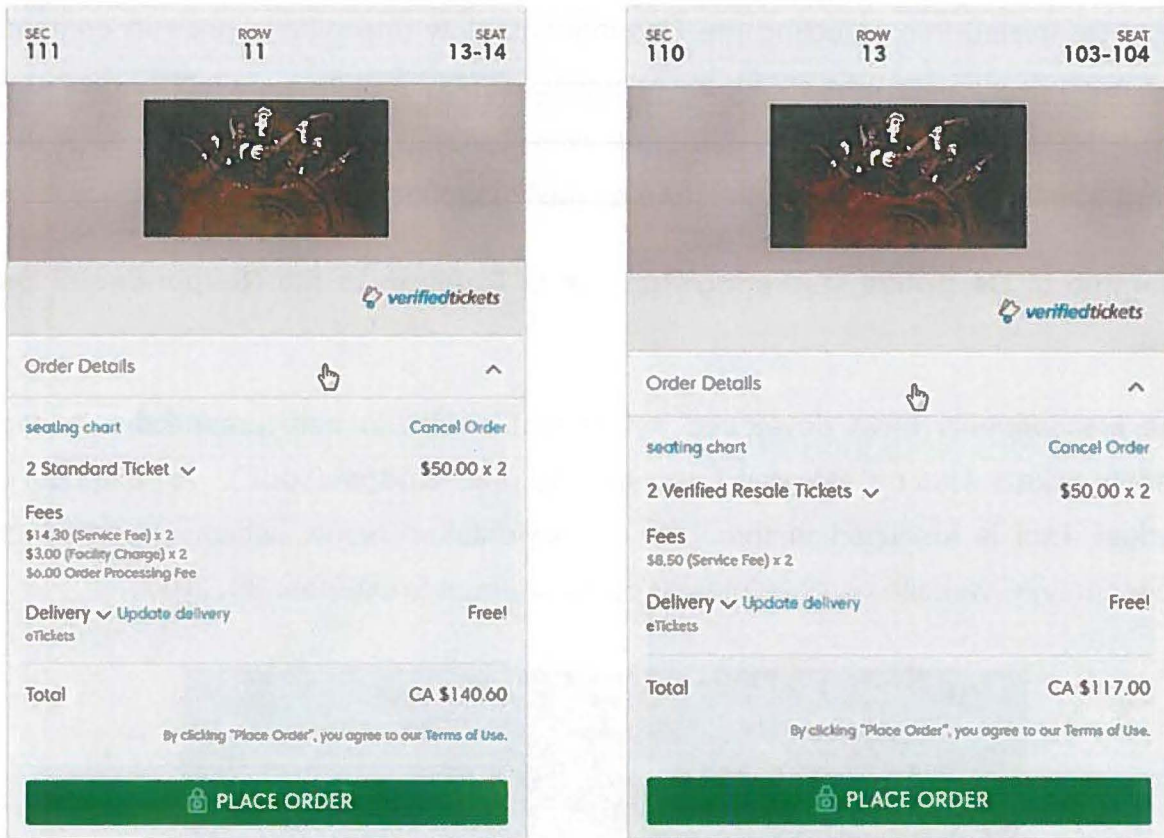 SEC ROW SEAT
111 11 13-14
verifiedtickets
Order Details
seating chart Cancel Order
2 Standard Ticket $50.00 x 2
Fees
$14.30 (Service Fee) x 2
$3.00 (Facility Charge) x 2
$6.00 Order Processing Fee
Delivery Update delivery Free!
eTickets
Total CA $140.60
By clicking "Place Order", you agree to our Terms of Use.
PLACE ORDER
SEC ROW SEAT
110 13 103-104
verifiedtickets
Order Details
seating chart Cancel Order
2 Verified Resale Tickets $50.00 x 2
Fees
$8.50 (Service Fee) x 2
Delivery Update delivery Free!
eTickets
Total CA $117.00
By clicking "Place Order", you agree to our Terms of Use.
PLACE ORDER